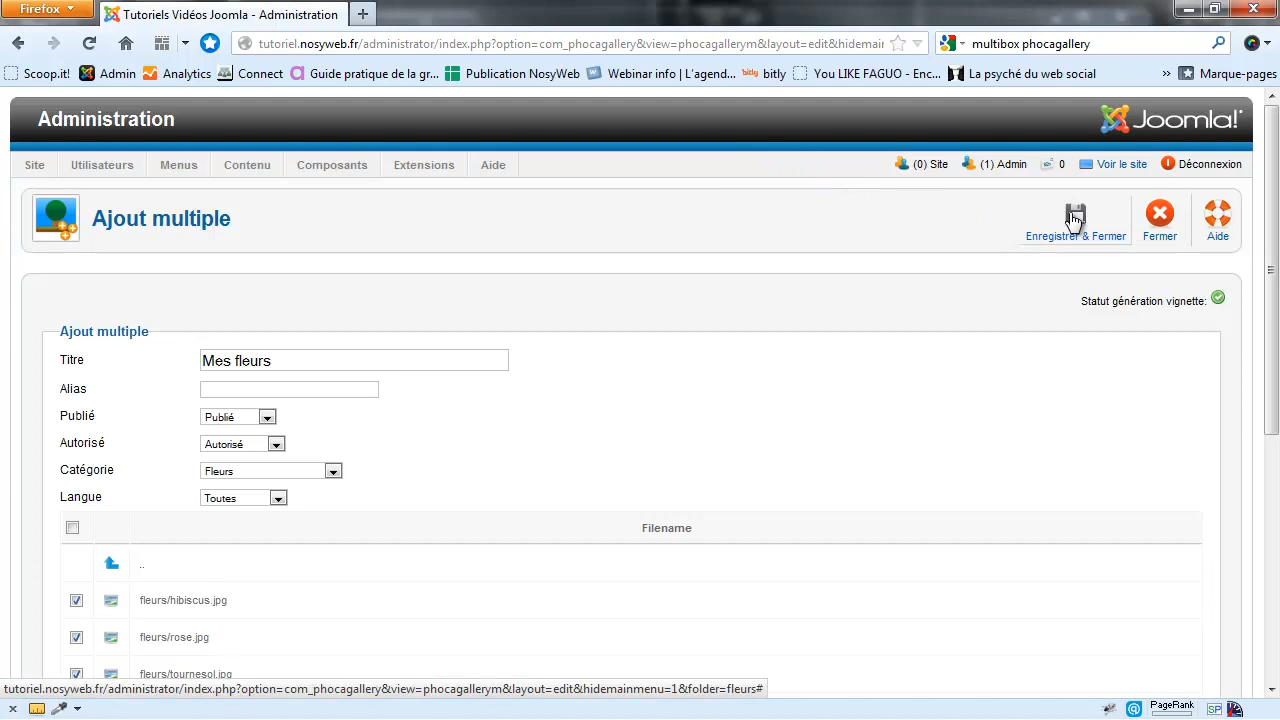 Firefox
Tutoriels Vidéos Joomla - Administration
tutoriel.nosyweb.fr/administrator/index.php?option=com_phocagallery&view=phocagallerym&layout=edit&hidemai
multibox phocagallery
Scoop.it! Admin Analytics Connect Guide pratique de la gr... Publication NosyWeb Webinar info | L'agend... bitly bitly You LIKE FAGUO - Enc... La psyché du web social » Marque-pages
Administration
Joomla!
Site Utilisateurs Menus Contenu Composants Extensions Aide
(0) Site (1) Admin 0 Voir le site Déconnexion
Ajout multiple
Enregistrer & Fermer Fermer Aide
Statut génération vignette:
Ajout multiple
Titre Mes fleurs
Alias
Publié Publié
Autorisé Autorisé
Catégorie Fleurs
Langue Toutes
Filename
..
fleurs/hibiscus.jpg
fleurs/rose.jpg
fleurs/tournesol.jpg
tutoriel.nosyweb.fr/administrator/index.php?option=com_phocagallery&view=phocagallerym&layout=edit&hidemainmenu=1&folder=fleurs#
PageRank
SP